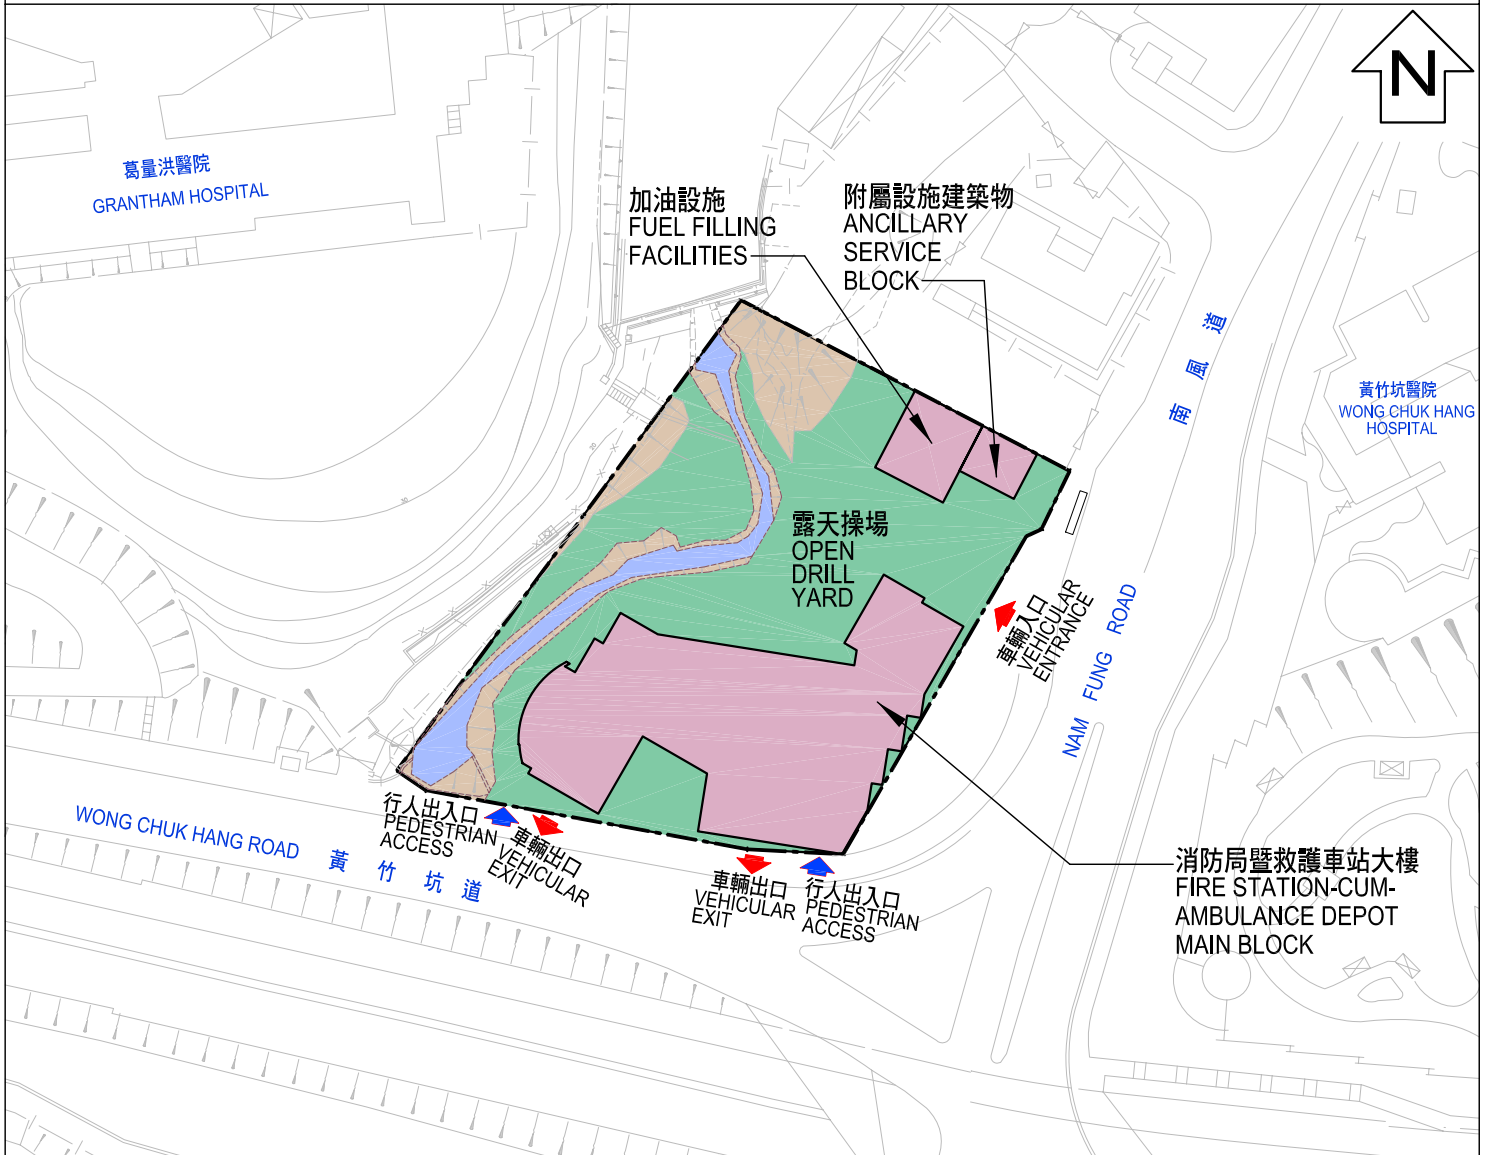 N
葛量洪醫院
GRANTHAM HOSPITAL
加油設施
FUEL FILLING
FACILITIES
附屬設施建築物
ANCILLARY
SERVICE
BLOCK
南風道
黃竹坑醫院
WONG CHUK HANG
HOSPITAL
露天操場
OPEN
DRILL
YARD
車輛入口
VEHICULAR
ENTRANCE
NAM FUNG ROAD
行人出入口
PEDESTRIAN
ACCESS
車輛出口
VEHICULAR
EXIT
WONG CHUK HANG ROAD 黃竹坑道
車輛出口
VEHICULAR
EXIT
行人出入口
PEDESTRIAN
ACCESS
消防局暨救護車站大樓
FIRE STATION-CUM-
AMBULANCE DEPOT
MAIN BLOCK